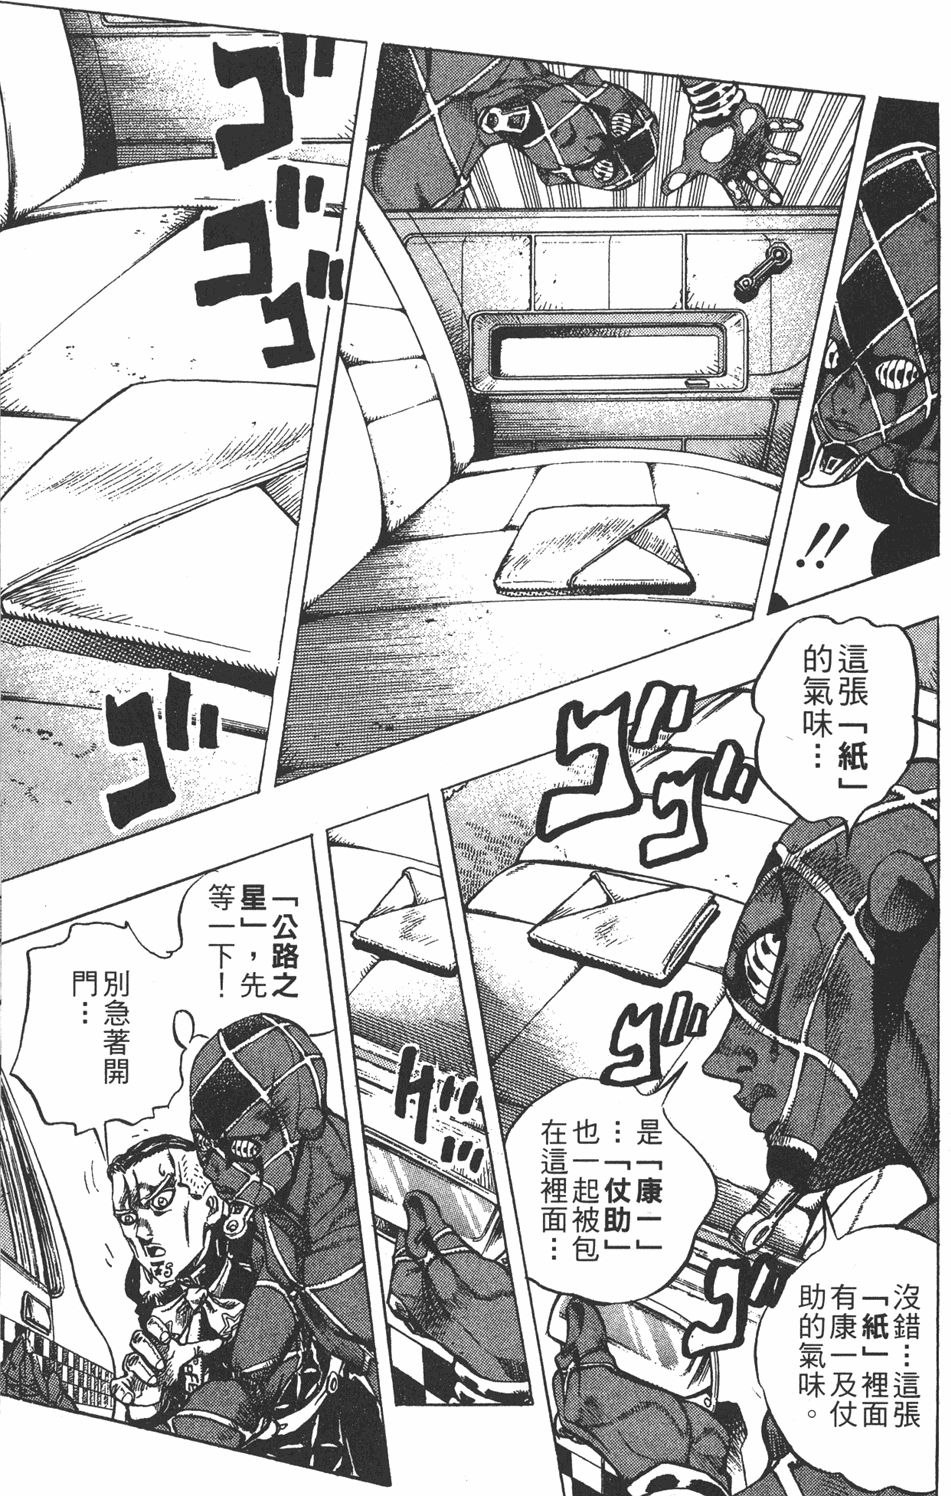 !!
ゴ
ゴ
ゴ
ゴ
這張「紙」
的氣味…
ゴ
ゴ
ゴ
是「康一」
…「仗助」
也一起被包
在這裡面…
ゴ
沒錯…這張
「紙」裡面
有康一及仗
助的氣味。
ド
「公路之
星」，先
等一下！
別急著開
門…